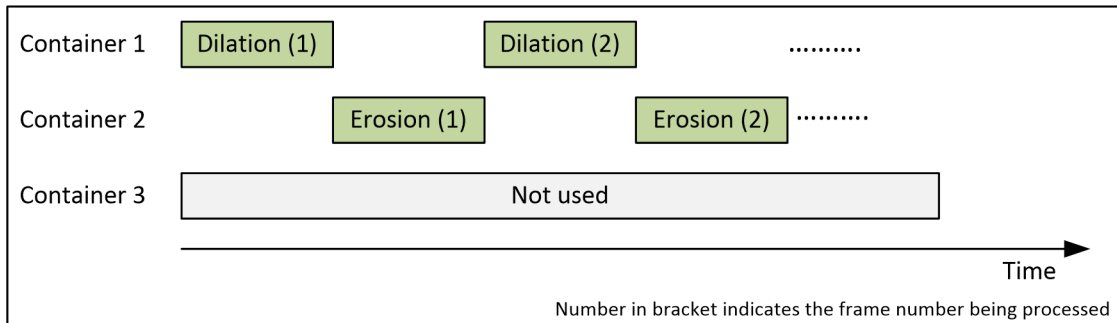 Container 1 Dilation (1) Dilation (2) ..........
Container 2 Erosion (1) Erosion (2) ..........
Container 3 Not used
Time
Number in bracket indicates the frame number being processed